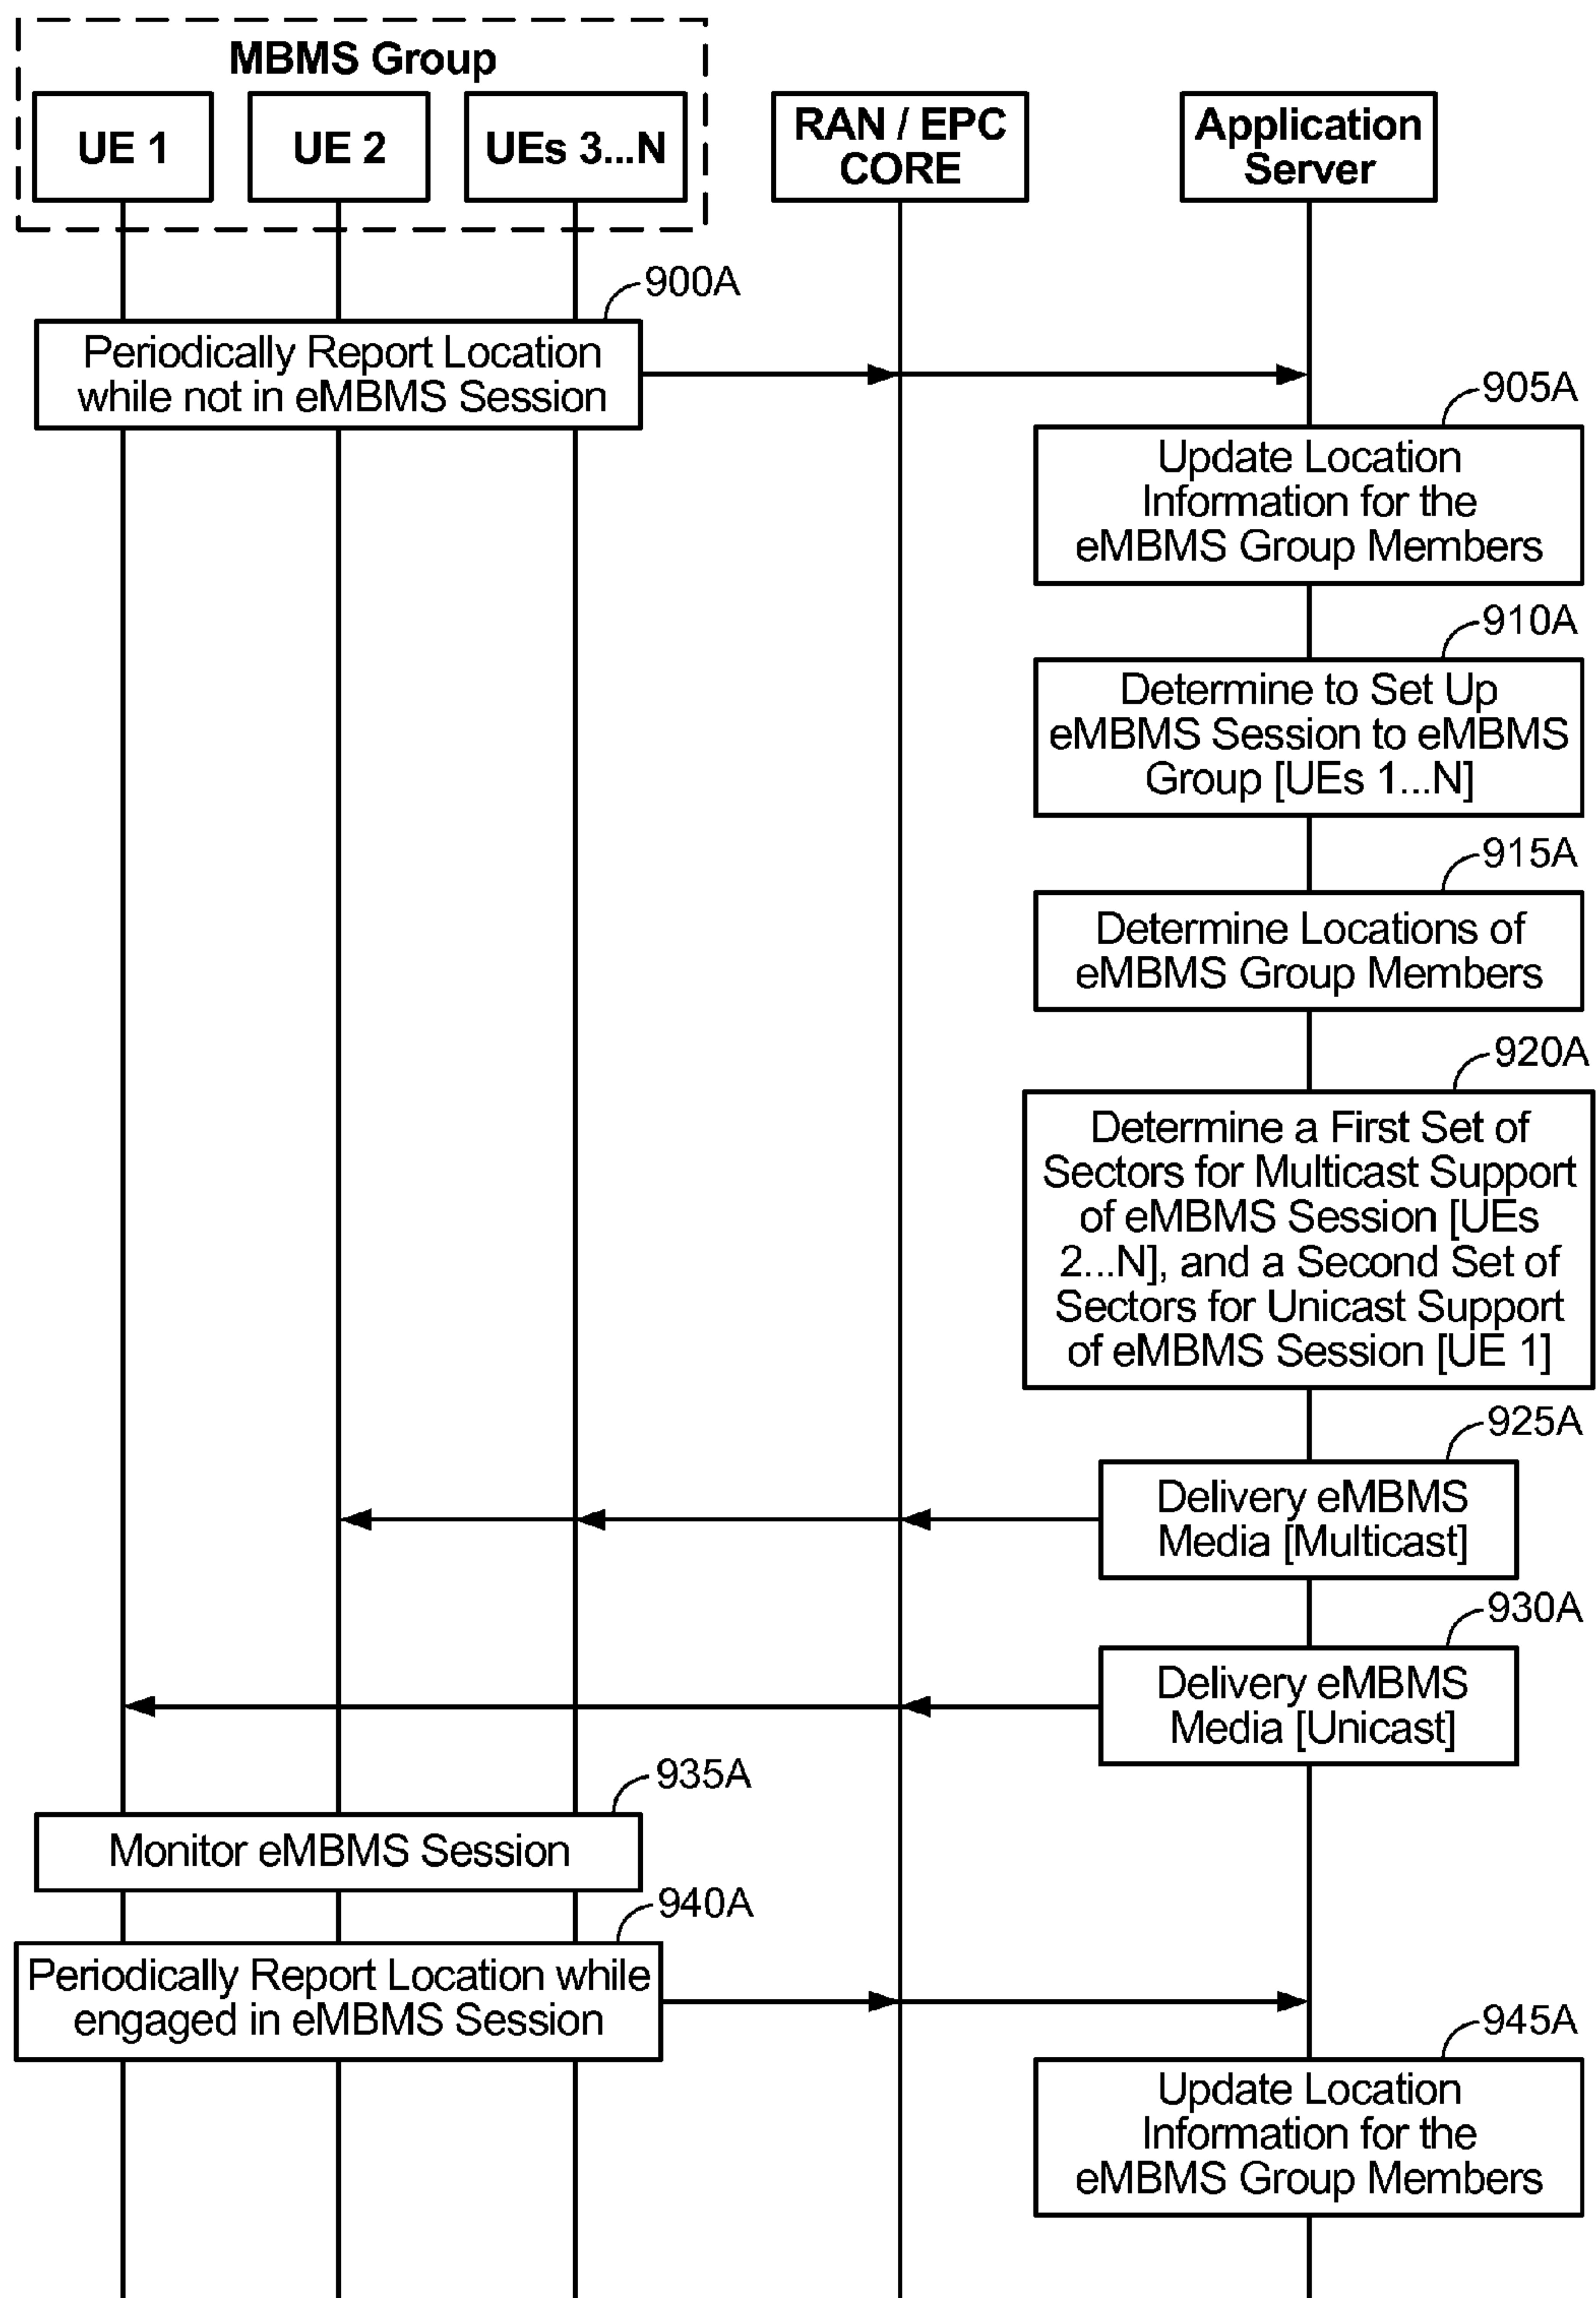 MBMS Group
UE 1
UE 2
UEs 3...N
RAN / EPC
CORE
Application
Server
900A
Periodically Report Location
while not in eMBMS Session
905A
Update Location
Information for the
eMBMS Group Members
910A
Determine to Set Up
eMBMS Session to eMBMS
Group [UEs 1...N]
915A
Determine Locations of
eMBMS Group Members
920A
Determine a First Set of
Sectors for Multicast Support
of eMBMS Session [UEs
2...N], and a Second Set of
Sectors for Unicast Support
of eMBMS Session [UE 1]
925A
Delivery eMBMS
Media [Multicast]
930A
Delivery eMBMS
Media [Unicast]
935A
Monitor eMBMS Session
940A
Periodically Report Location while
engaged in eMBMS Session
945A
Update Location
Information for the
eMBMS Group Members